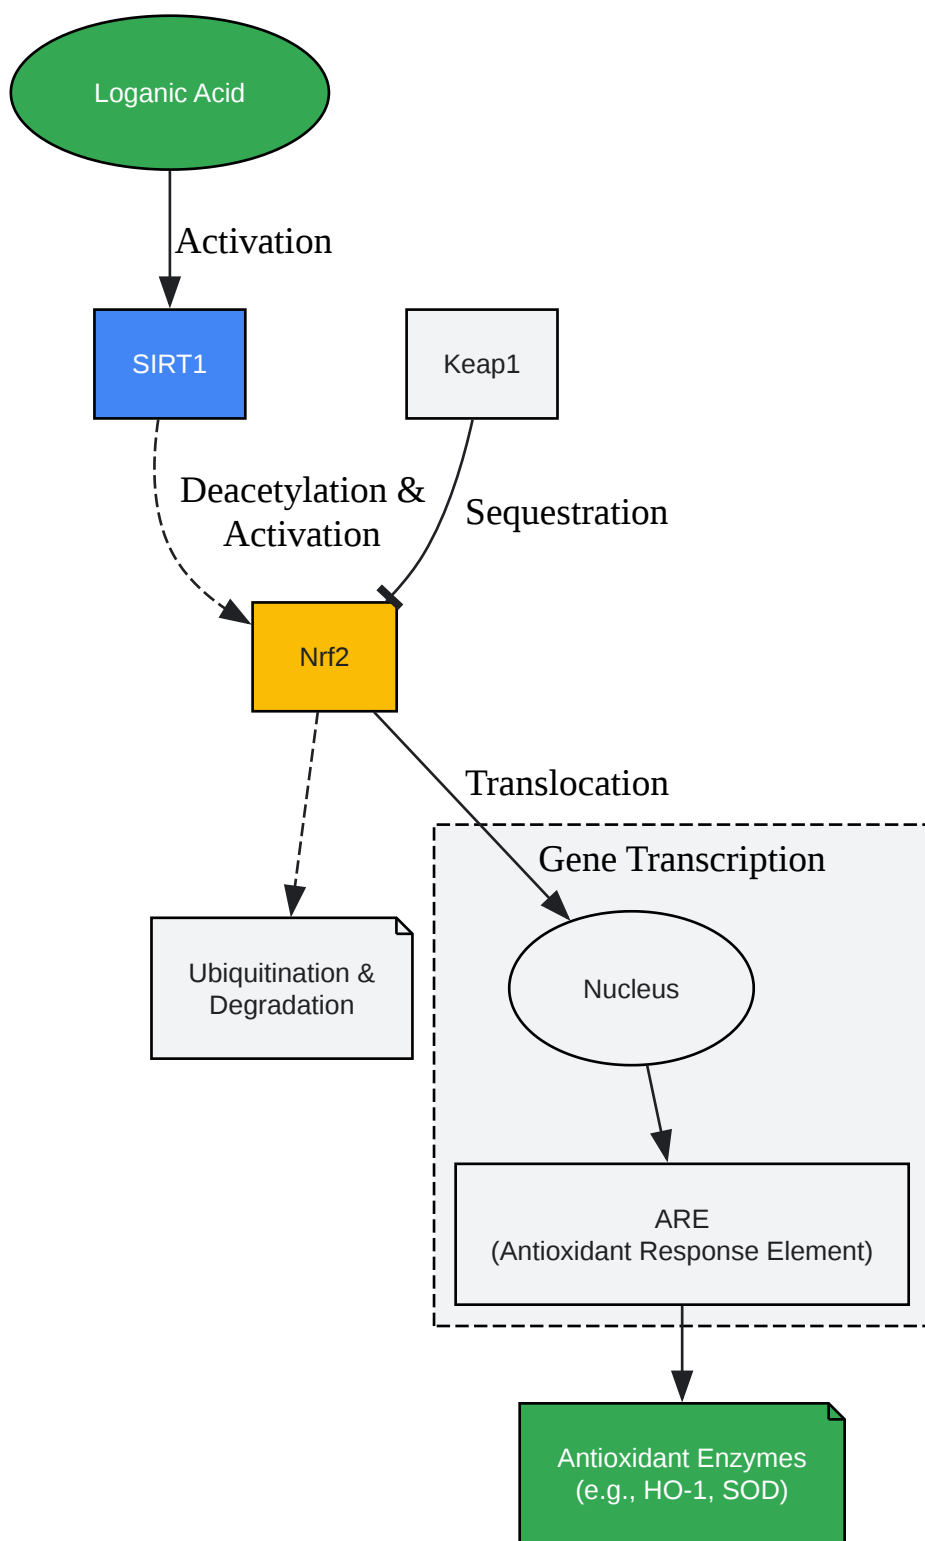 Loganic Acid
Activation
SIRT1
Keap1
Deacetylation &
Activation
Sequestration
Nrf2
Translocation
Gene Transcription
Ubiquitination &
Degradation
Nucleus
ARE
(Antioxidant Response Element)
Antioxidant Enzymes
(e.g., HO-1, SOD)